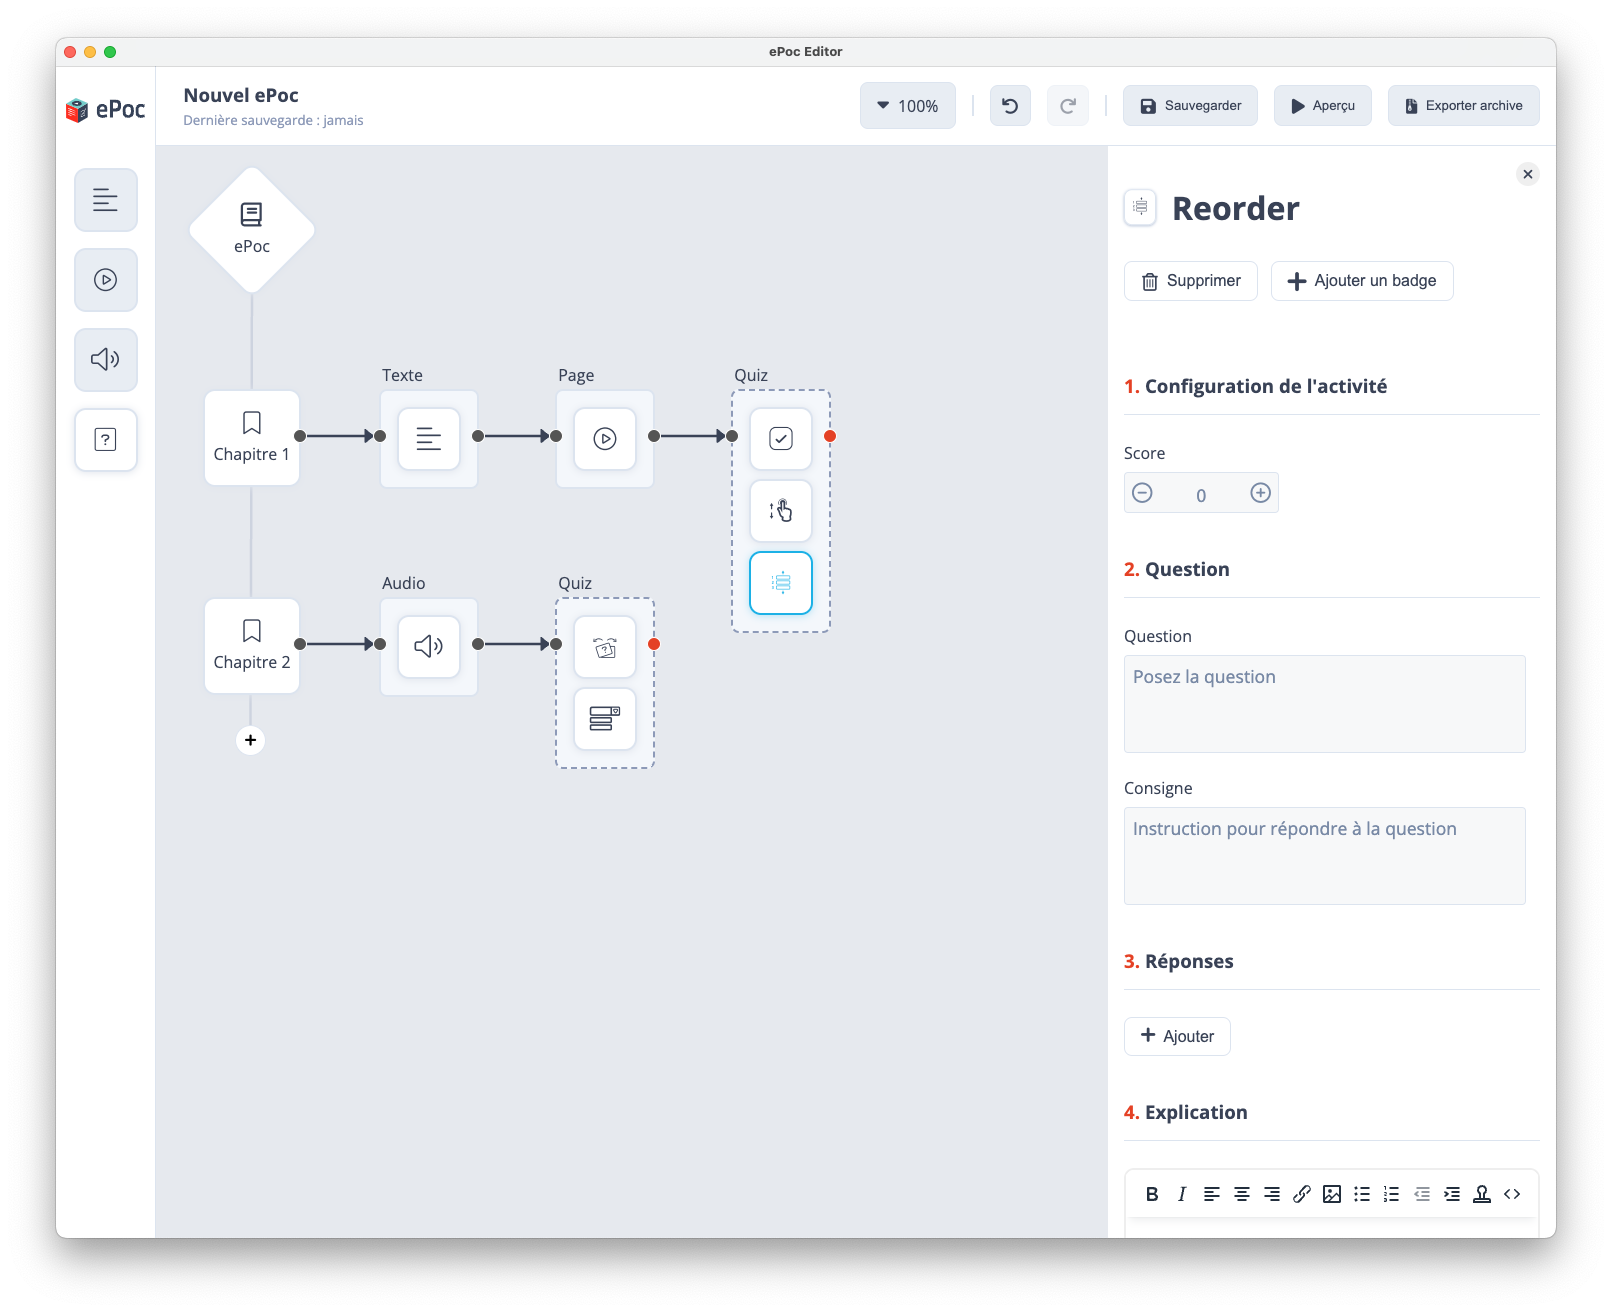 ePoc Editor
ePoc
Nouvel ePoc
Dernière sauvegarde : jamais
100%
Sauvegarder
Aperçu
Exporter archive
ePoc
Texte
Page
Quiz
Chapitre 1
Audio
Quiz
Chapitre 2
Reorder
Supprimer
Ajouter un badge
1. Configuration de l'activité
Score
0
2. Question
Question
Posez la question
Consigne
Instruction pour répondre à la question
3. Réponses
Ajouter
4. Explication
B I